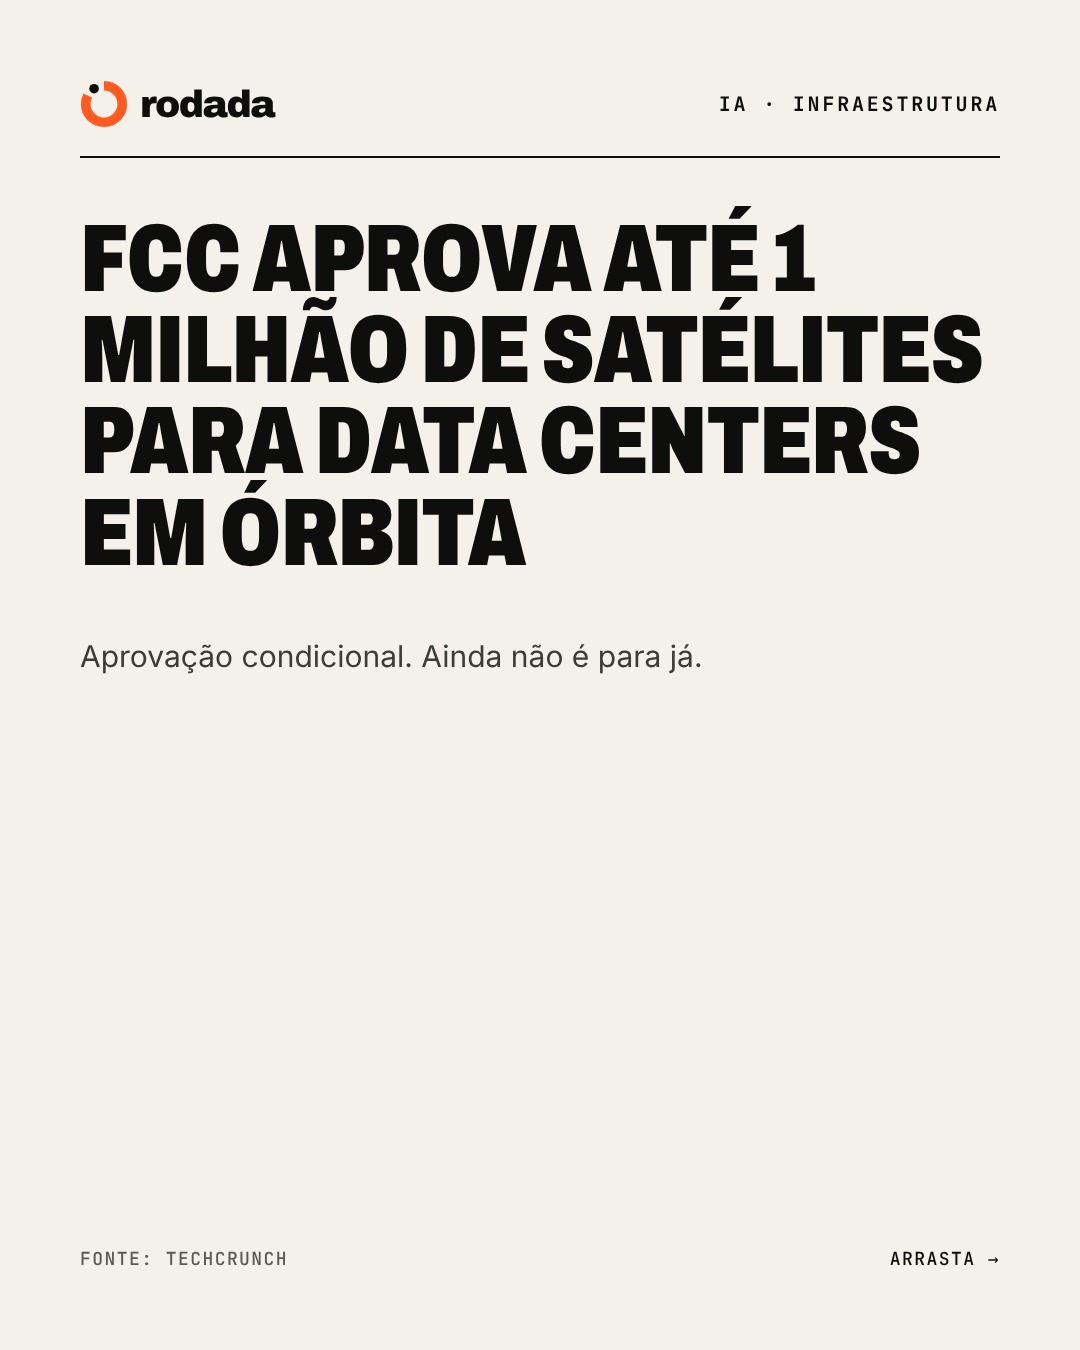 rodada
IA · INFRAESTRUTURA
FCC APROVA ATÉ 1
MILHÃO DE SATÉLITES
PARA DATA CENTERS
EM ÓRBITA
Aprovação condicional. Ainda não é para já.
FONTE: TECHCRUNCH
ARRASTA →